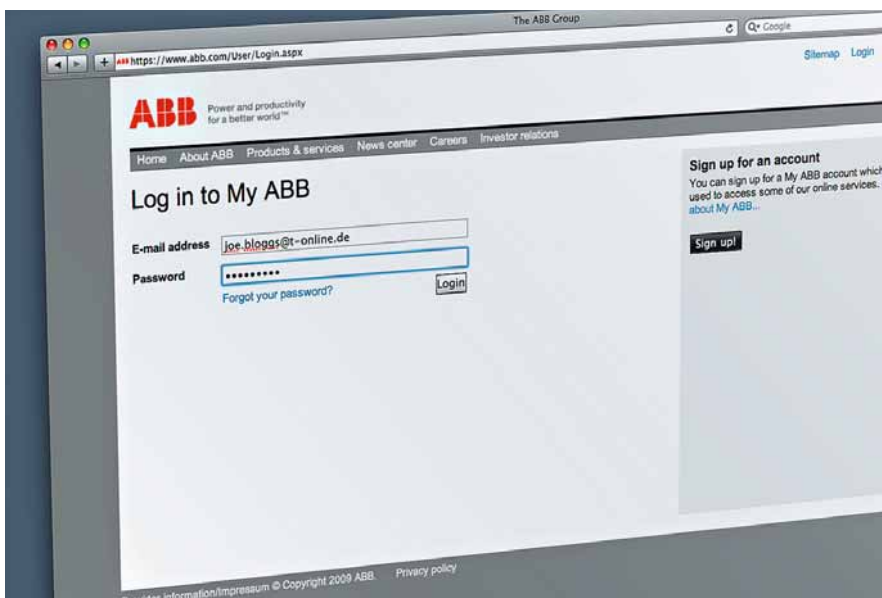 The ABB Group
https://www.abb.com/User/Login.aspx
Google
Sitemap Login
ABB Power and productivity
for a better world™
Home About ABB Products & services News center Careers Investor relations
Log in to My ABB
E-mail address joe.bloggs@t-online.de
Password •••••••••
Forgot your password?
Login
Sign up for an account
You can sign up for a My ABB account which
used to access some of our online services.
about My ABB...
Sign up!
information/Impressum © Copyright 2009 ABB. Privacy policy